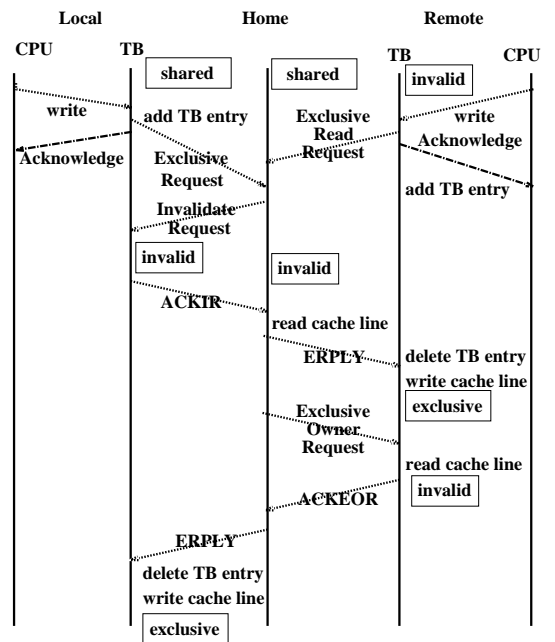 Local Home Remote
CPU TB TB CPU
shared shared invalid
write
add TB entry
Exclusive
Read
Request
write
Acknowledge
Acknowledge
Exclusive
Request
add TB entry
Invalidate
Request
invalid
invalid
ACKIR
read cache line
ERPLY
delete TB entry
write cache line
exclusive
Exclusive
Owner
Request
read cache line
invalid
ACKEOR
ERPLY
delete TB entry
write cache line
exclusive